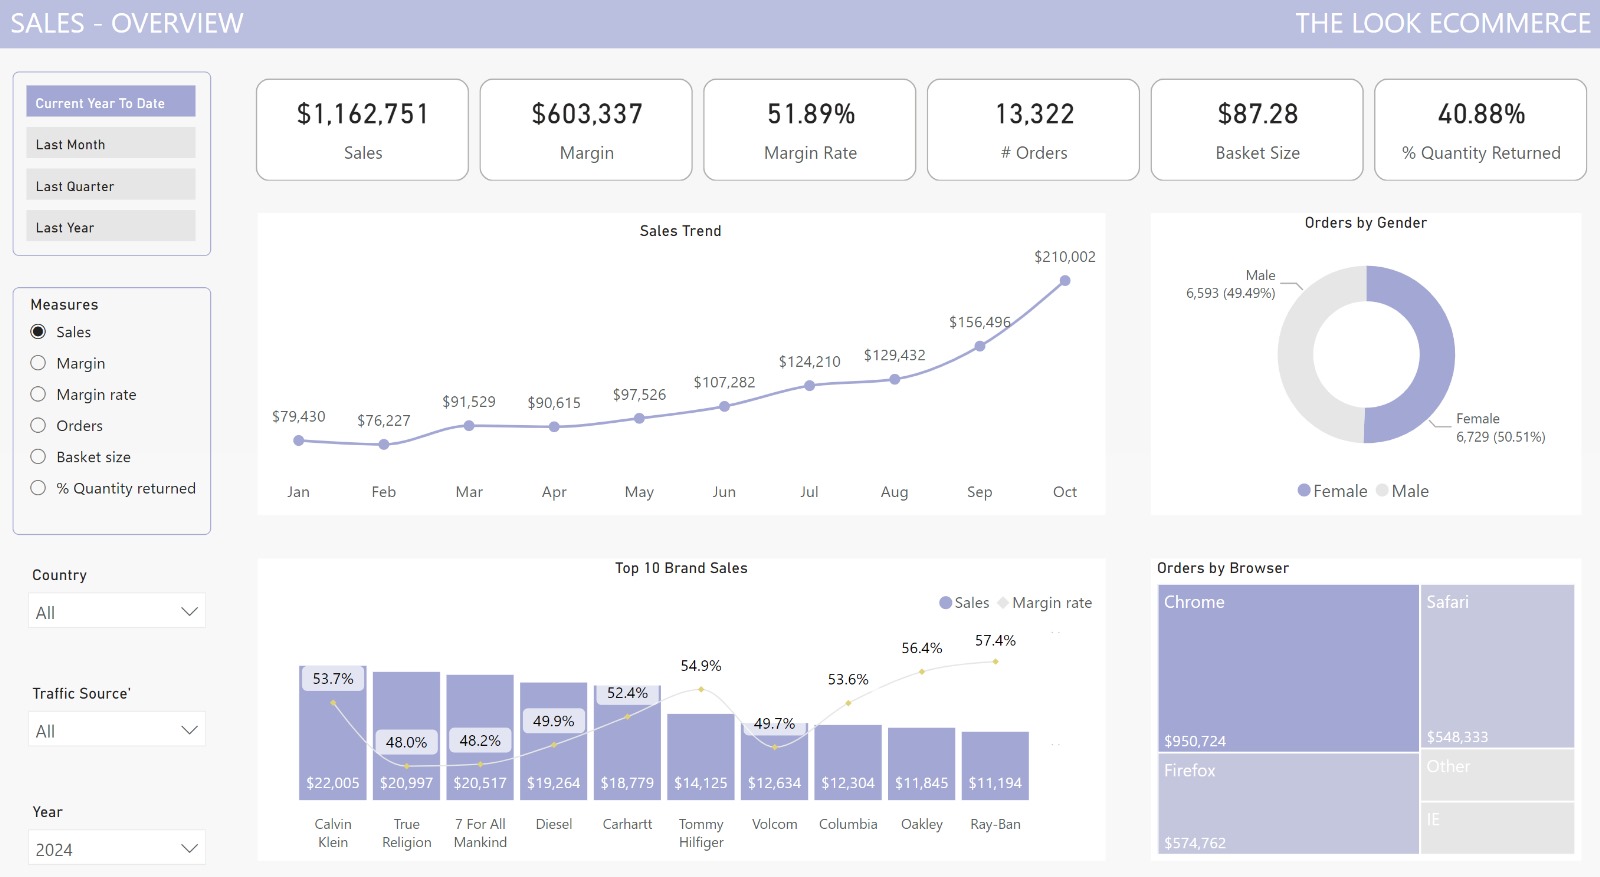 SALES - OVERVIEW
THE LOOK ECOMMERCE
Current Year To Date
Last Month
Last Quarter
Last Year
Measures
Sales
Margin
Margin rate
Orders
Basket size
% Quantity returned
Country
All
Traffic Source'
All
Year
2024
$1,162,751
Sales
$603,337
Margin
51.89%
Margin Rate
13,322
# Orders
$87.28
Basket Size
40.88%
% Quantity Returned
Sales Trend
$79,430
$76,227
$91,529
$90,615
$97,526
$107,282
$124,210
$129,432
$156,496
$210,002
Jan Feb Mar Apr May Jun Jul Aug Sep Oct
Orders by Gender
Male
6,593 (49.49%)
Female
6,729 (50.51%)
Female Male
Top 10 Brand Sales
Sales Margin rate
53.7%
48.0%
48.2%
49.9%
52.4%
54.9%
49.7%
53.6%
56.4%
57.4%
$22,005 $20,997 $20,517 $19,264 $18,779 $14,125 $12,634 $12,304 $11,845 $11,194
Calvin Klein
True Religion
7 For All Mankind
Diesel
Carhartt
Tommy Hilfiger
Volcom
Columbia
Oakley
Ray-Ban
Orders by Browser
Chrome
$950,724
Safari
$548,333
Firefox
$574,762
Other
IE